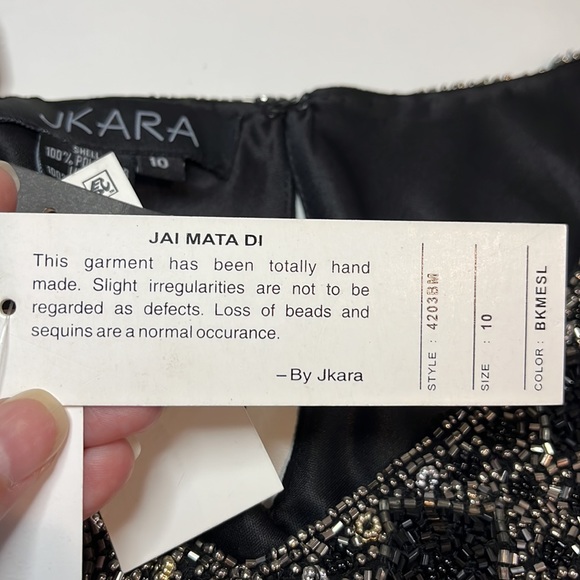 JKARA
SHELL
100% POL
10
JAI MATA DI
This garment has been totally hand
made. Slight irregularities are not to be
regarded as defects. Loss of beads and
sequins are a normal occurance.
–By Jkara
STYLE : 4203BM
SIZE : 10
COLOR : BKMESL